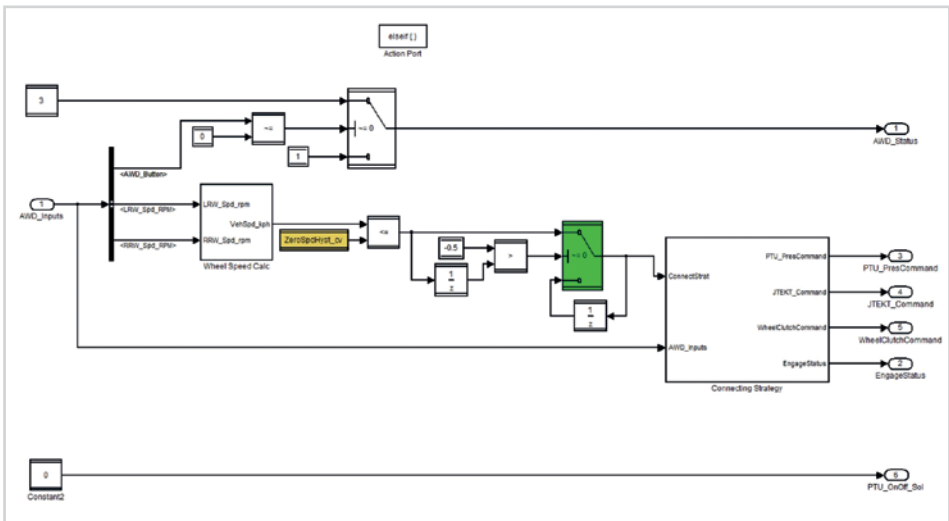 elseif { }
Action Port
3
~= 0
0
~=
1
1
AWD_Status
<AWD_Button>
1
AWD_Inputs
<LRW_Spd_RPM>
<RRW_Spd_RPM>
LRW_Spd_rpm
VehSpd_kph
RRW_Spd_rpm
Wheel Speed Calc
ZeroSpdHyst_cv
<=
-0.5
>
1
z
~= 0
1
z
ConnectStrat
AWD_Inputs
PTU_PresCommand
JTEKT_Command
WheelClutchCommand
EngageStatus
Connecting Strategy
3
PTU_PresCommand
4
JTEKT_Command
5
WheelClutchCommand
2
EngageStatus
0
Constant2
6
PTU_OnOff_Sol